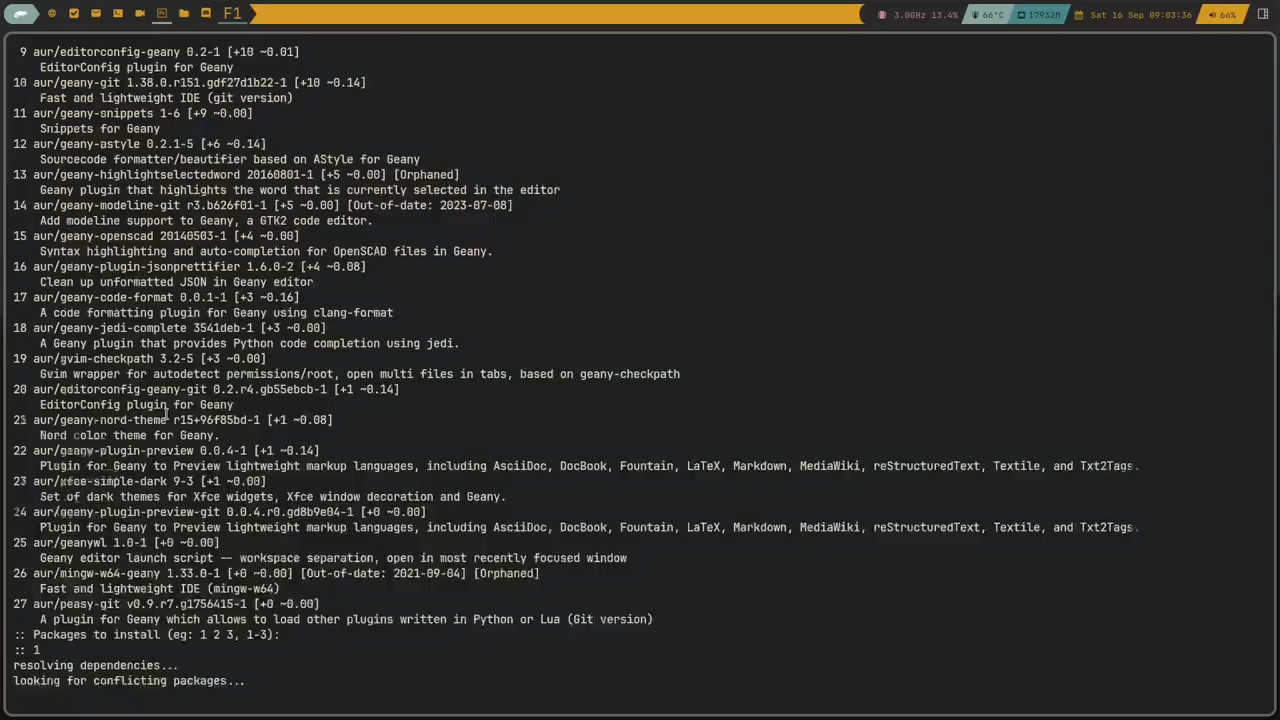 F1
3.0GHz 13.4%
66°C
17932M
Sat 16 Sep 09:03:36
66%
9 aur/editorconfig-geany 0.2-1 [+10 ~0.01]
EditorConfig plugin for Geany
10 aur/geany-git 1.38.0.r151.gdf27d1b22-1 [+10 ~0.14]
Fast and lightweight IDE (git version)
11 aur/geany-snippets 1-6 [+9 ~0.00]
Snippets for Geany
12 aur/geany-astyle 0.2.1-5 [+6 ~0.14]
Sourcecode formatter/beautifier based on AStyle for Geany
13 aur/geany-highlightselectedword 20160801-1 [+5 ~0.00] [Orphaned]
Geany plugin that highlights the word that is currently selected in the editor
14 aur/geany-modeline-git r3.b626f01-1 [+5 ~0.00] [Out-of-date: 2023-07-08]
Add modeline support to Geany, a GTK2 code editor.
15 aur/geany-openscad 20140503-1 [+4 ~0.00]
Syntax highlighting and auto-completion for OpenSCAD files in Geany.
16 aur/geany-plugin-jsonprettifier 1.6.0-2 [+4 ~0.08]
Clean up unformatted JSON in Geany editor
17 aur/geany-code-format 0.0.1-1 [+3 ~0.16]
A code formatting plugin for Geany using clang-format
18 aur/geany-jedi-complete 3541deb-1 [+3 ~0.00]
A Geany plugin that provides Python code completion using jedi.
19 aur/gvim-checkpath 3.2-5 [+3 ~0.00]
Gvim wrapper for autodetect permissions/root, open multi files in tabs, based on geany-checkpath
20 aur/editorconfig-geany-git 0.2.r4.gb55ebcb-1 [+1 ~0.14]
EditorConfig plugin for Geany
21 aur/geany-nord-theme r15+96f85bd-1 [+1 ~0.08]
Nord color theme for Geany.
22 aur/geany-plugin-preview 0.0.4-1 [+1 ~0.14]
Plugin for Geany to Preview lightweight markup languages, including AsciiDoc, DocBook, Fountain, LaTeX, Markdown, MediaWiki, reStructuredText, Textile, and Txt2Tags.
23 aur/xfce-simple-dark 9-3 [+1 ~0.00]
Set of dark themes for Xfce widgets, Xfce window decoration and Geany.
24 aur/geany-plugin-preview-git 0.0.4.r0.gd8b9e04-1 [+0 ~0.00]
Plugin for Geany to Preview lightweight markup languages, including AsciiDoc, DocBook, Fountain, LaTeX, Markdown, MediaWiki, reStructuredText, Textile, and Txt2Tags.
25 aur/geanywl 1.0-1 [+0 ~0.00]
Geany editor launch script -- workspace separation, open in most recently focused window
26 aur/mingw-w64-geany 1.33.0-1 [+0 ~0.00] [Out-of-date: 2021-09-04] [Orphaned]
Fast and lightweight IDE (mingw-w64)
27 aur/peasy-git v0.9.r7.g1756415-1 [+0 ~0.00]
A plugin for Geany which allows to load other plugins written in Python or Lua (Git version)
:: Packages to install (eg: 1 2 3, 1-3):
:: 1
resolving dependencies...
looking for conflicting packages...